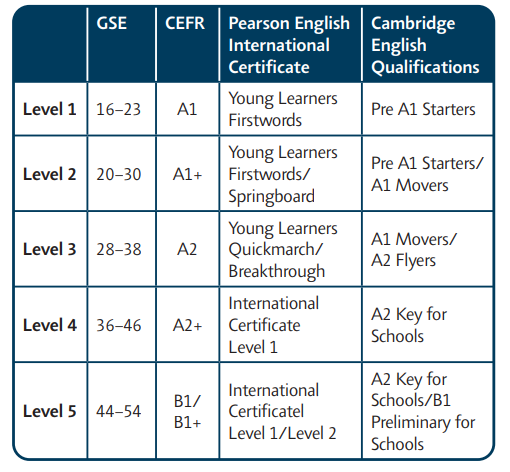 GSE CEFR Pearson English International Certificate Cambridge English Qualifications
Level 1 16–23 A1 Young Learners Firstwords Pre A1 Starters
Level 2 20–30 A1+ Young Learners Firstwords/ Springboard Pre A1 Starters/ A1 Movers
Level 3 28–38 A2 Young Learners Quickmarch/ Breakthrough A1 Movers/ A2 Flyers
Level 4 36–46 A2+ International Certificate Level 1 A2 Key for Schools
Level 5 44–54 B1/ B1+ International Certificatel Level 1/Level 2 A2 Key for Schools/B1 Preliminary for Schools